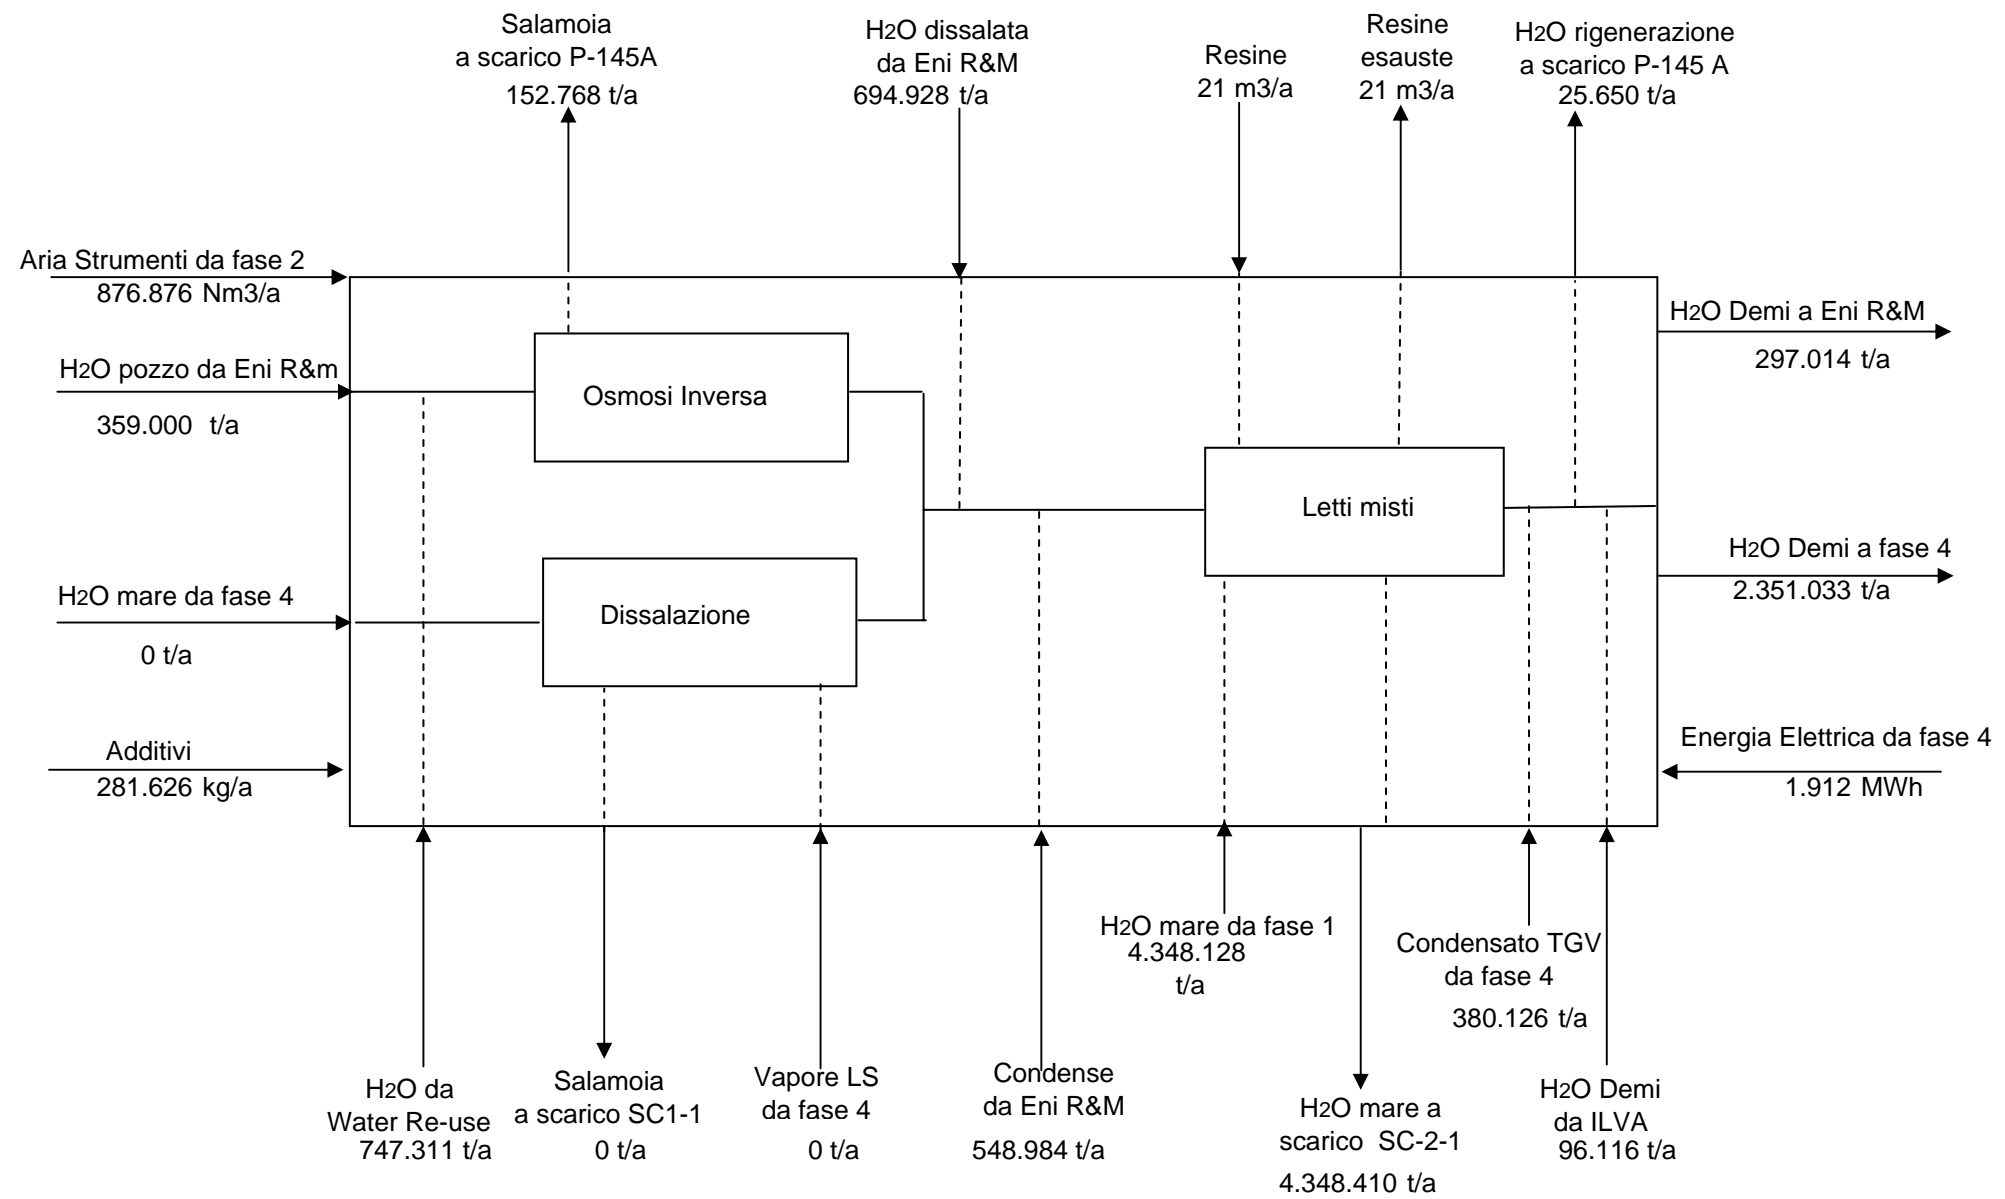 Salamoia
a scarico P-145A
152.768 t/a
H2O dissalata
da Eni R&M
694.928 t/a
Resine
21 m3/a
Resine
esauste
21 m3/a
H2O rigenerazione
a scarico P-145 A
25.650 t/a
Aria Strumenti da fase 2
876.876 Nm3/a
H2O pozzo da Eni R&m
359.000 t/a
H2O mare da fase 4
0 t/a
Additivi
281.626 kg/a
Osmosi Inversa
Dissalazione
Letti misti
H2O Demi a Eni R&M
297.014 t/a
H2O Demi a fase 4
2.351.033 t/a
Energia Elettrica da fase 4
1.912 MWh
H2O da
Water Re-use
747.311 t/a
Salamoia
a scarico SC1-1
0 t/a
Vapore LS
da fase 4
0 t/a
Condense
da Eni R&M
548.984 t/a
H2O mare da fase 1
4.348.128
t/a
H2O mare a
scarico SC-2-1
4.348.410 t/a
Condensato TGV
da fase 4
380.126 t/a
H2O Demi
da ILVA
96.116 t/a